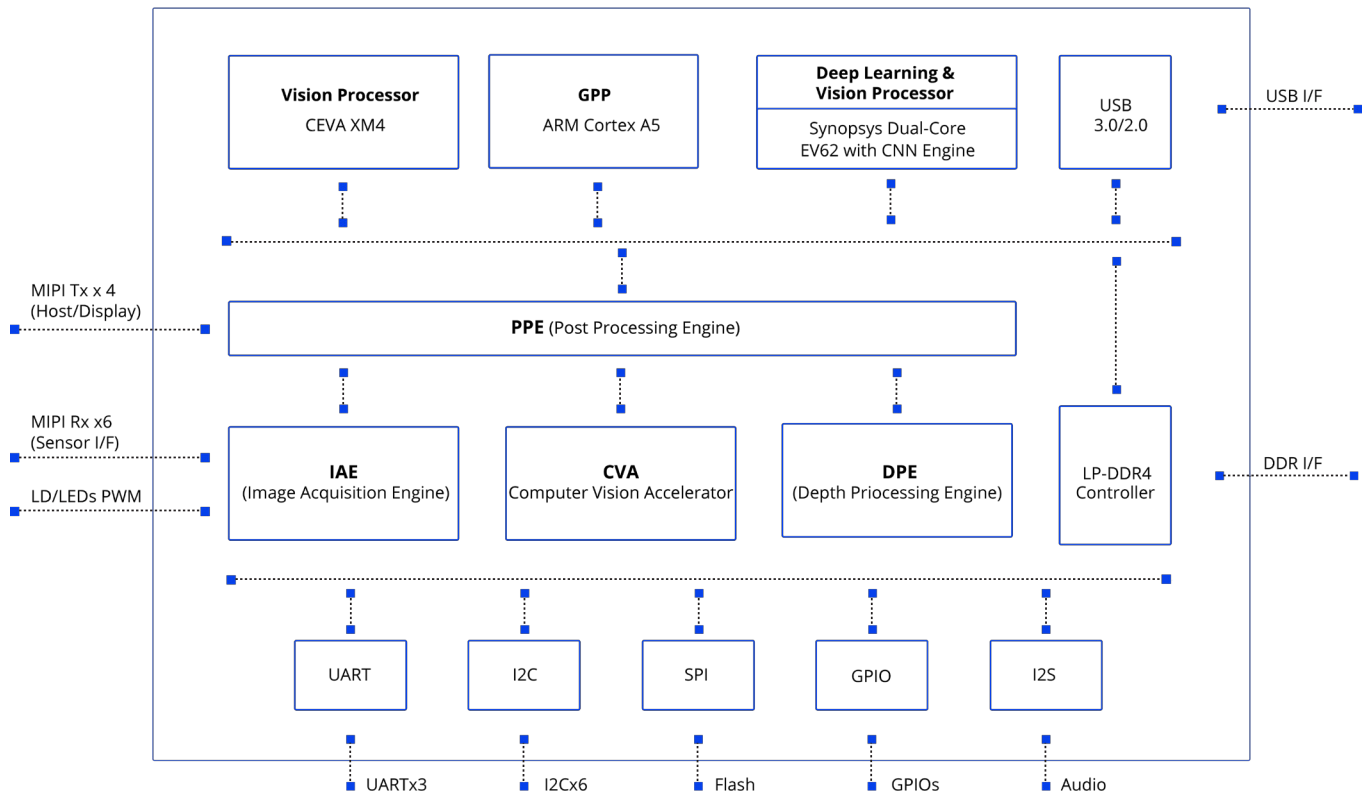 Vision Processor
CEVA XM4
GPP
ARM Cortex A5
Deep Learning &
Vision Processor
Synopsys Dual-Core
EV62 with CNN Engine
USB
3.0/2.0
USB I/F
MIPI Tx x 4
(Host/Display)
PPE (Post Processing Engine)
MIPI Rx x6
(Sensor I/F)
LD/LEDs PWM
IAE
(Image Acquisition Engine)
CVA
Computer Vision Accelerator
DPE
(Depth Priocessing Engine)
LP-DDR4
Controller
DDR I/F
UART
I2C
SPI
GPIO
I2S
UARTx3
I2Cx6
Flash
GPIOs
Audio